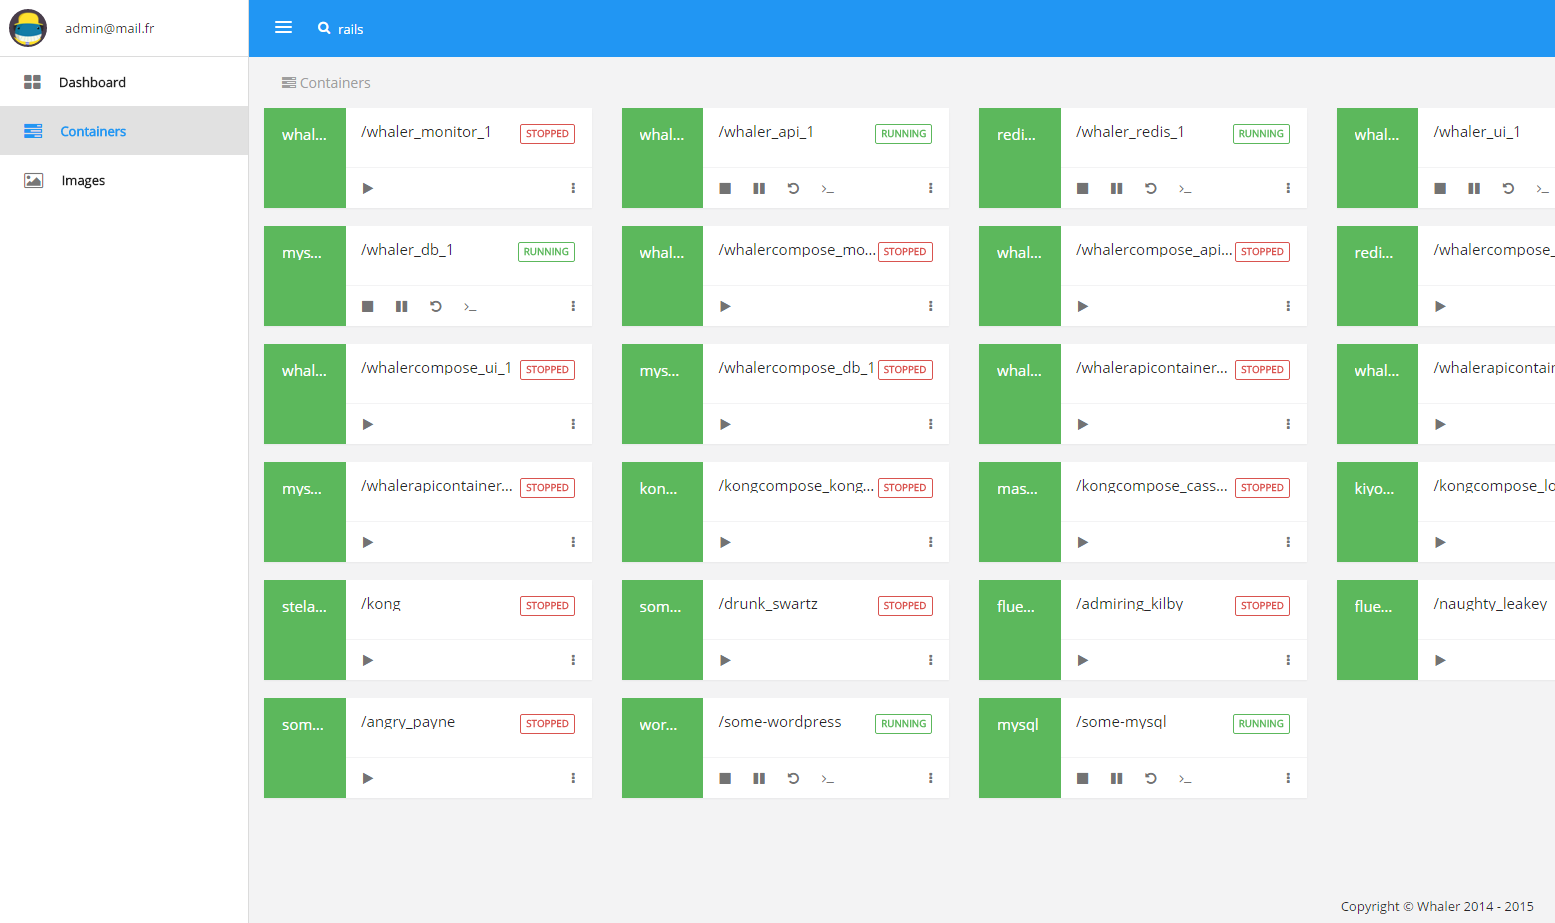 admin@mail.fr
rails
Dashboard
Containers
Images
Containers
whal... /whaler_monitor_1 STOPPED
whal... /whaler_api_1 RUNNING
redi... /whaler_redis_1 RUNNING
whal... /whaler_ui_1
mys... /whaler_db_1 RUNNING
whal... /whalercompose_mo... STOPPED
whal... /whalercompose_api... STOPPED
redi... /whalercompose_
whal... /whalercompose_ui_1 STOPPED
mys... /whalercompose_db_1 STOPPED
whal... /whalerapicontainer... STOPPED
whal... /whalerapicontain
mys... /whalerapicontainer... STOPPED
kon... /kongcompose_kong... STOPPED
mas... /kongcompose_cass... STOPPED
kiyo... /kongcompose_lo
stela... /kong STOPPED
som... /drunk_swartz STOPPED
flue... /admiring_kilby STOPPED
flue... /naughty_leakey
som... /angry_payne STOPPED
wor... /some-wordpress RUNNING
mysql /some-mysql RUNNING
Copyright © Whaler 2014 - 2015